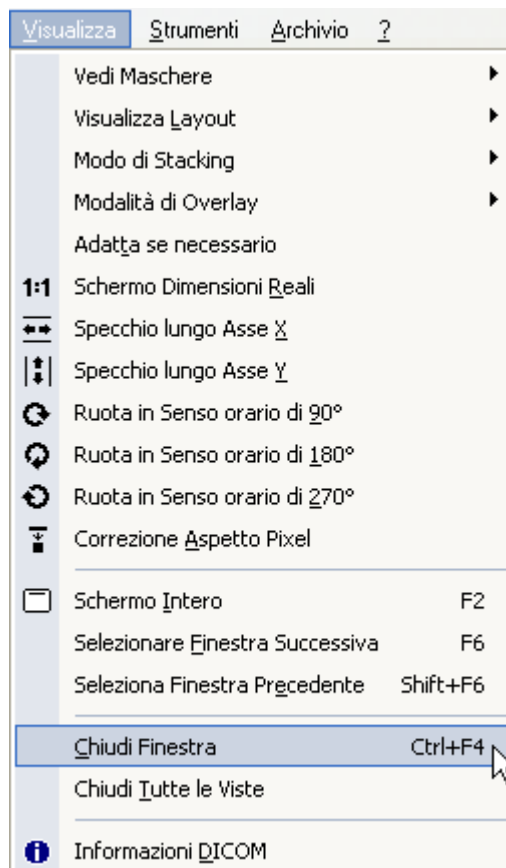 Visualizza Strumenti Archivio ?
Vedi Maschere
Visualizza Layout
Modo di Stacking
Modalità di Overlay
Adatta se necessario
1:1 Schermo Dimensioni Reali
Specchio lungo Asse X
Specchio lungo Asse Y
Ruota in Senso orario di 90°
Ruota in Senso orario di 180°
Ruota in Senso orario di 270°
Correzione Aspetto Pixel
Schermo Intero F2
Selezionare Finestra Successiva F6
Seleziona Finestra Precedente Shift+F6
Chiudi Finestra Ctrl+F4
Chiudi Tutte le Viste
Informazioni DICOM